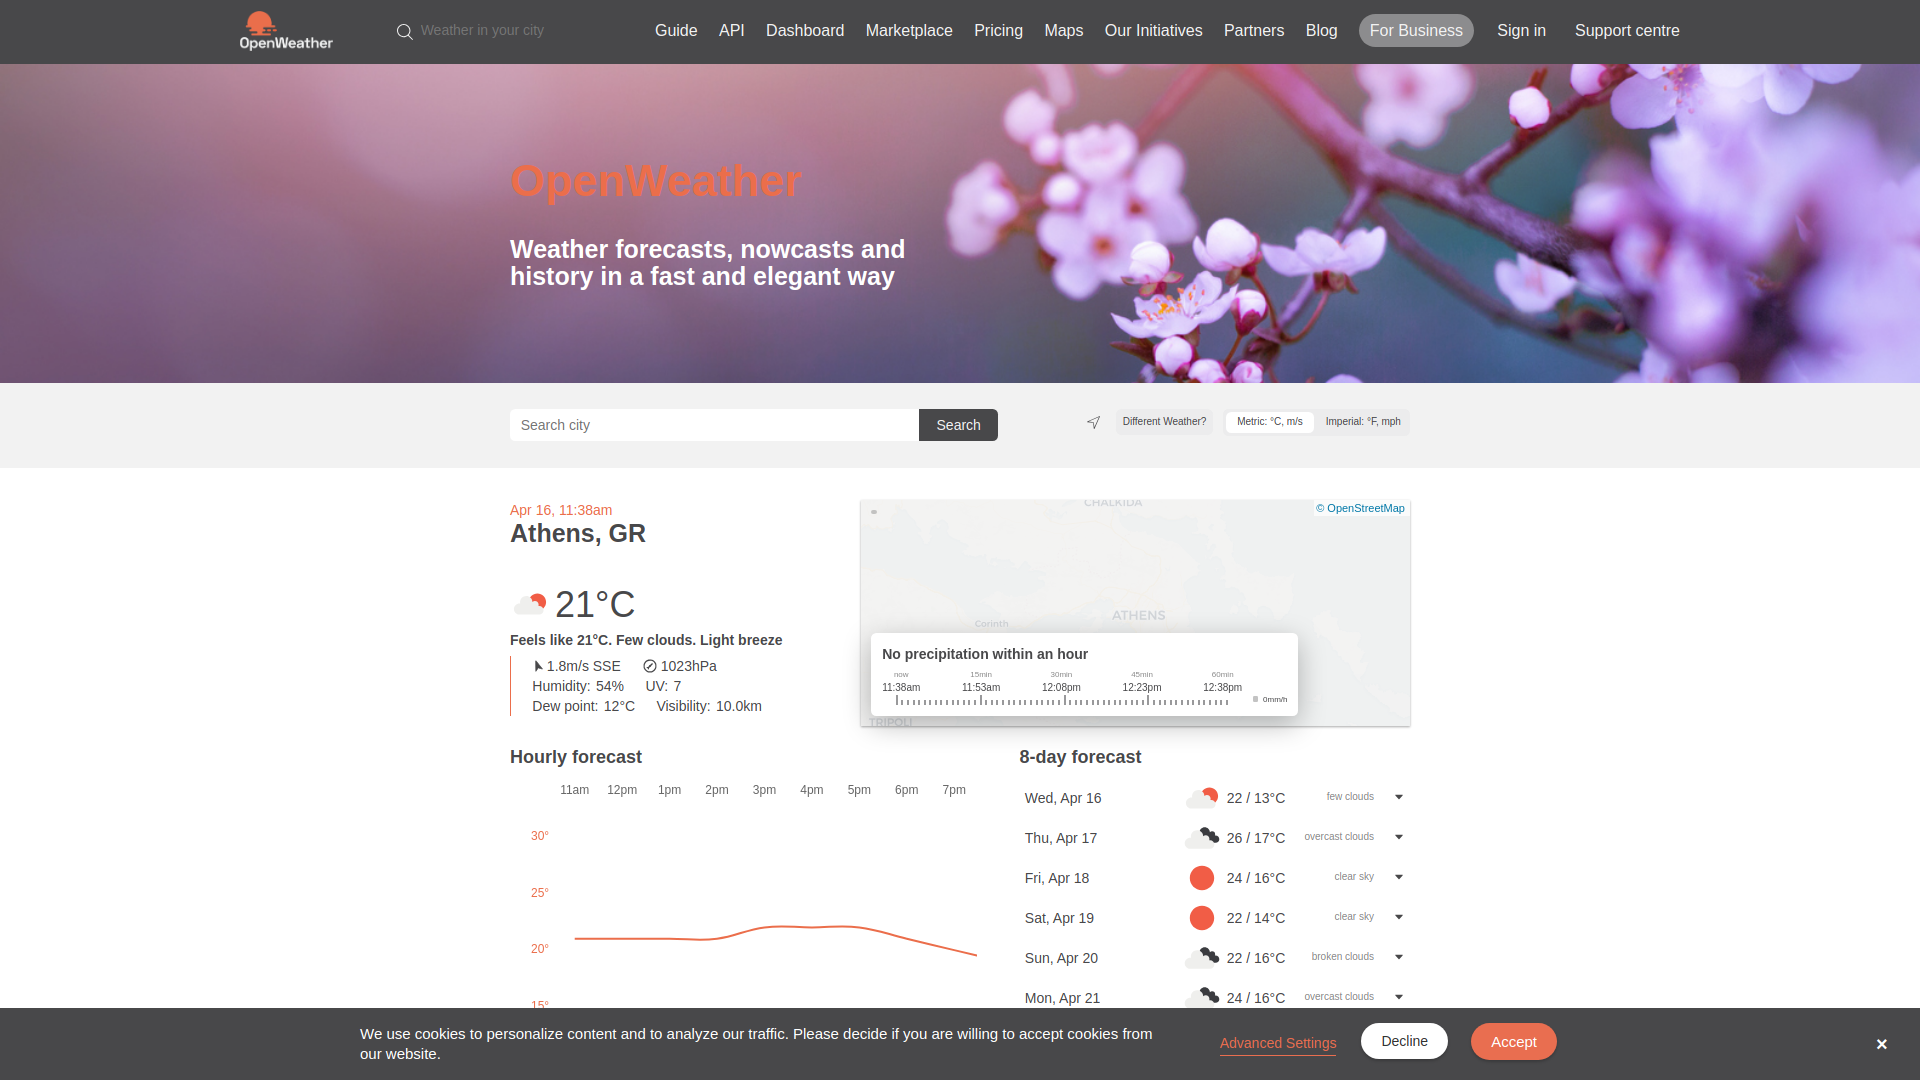 OpenWeather
Weather in your city
Guide API Dashboard Marketplace Pricing Maps Our Initiatives Partners Blog For Business Sign in Support centre
OpenWeather
Weather forecasts, nowcasts and
history in a fast and elegant way
Search city
Search
Different Weather?
Metric: °C, m/s
Imperial: °F, mph
Apr 16, 11:38am
Athens, GR
21°C
Feels like 21°C. Few clouds. Light breeze
1.8m/s SSE 1023hPa
Humidity: 54% UV: 7
Dew point: 12°C Visibility: 10.0km
CHALKIDA
© OpenStreetMap
ATHENS
Corinth
No precipitation within an hour
now 15min 30min 45min 60min
11:38am 11:53am 12:08pm 12:23pm 12:38pm
0mm/h
TRIPOLI
Hourly forecast
11am 12pm 1pm 2pm 3pm 4pm 5pm 6pm 7pm
30°
25°
20°
15°
8-day forecast
Wed, Apr 16 22 / 13°C few clouds
Thu, Apr 17 26 / 17°C overcast clouds
Fri, Apr 18 24 / 16°C clear sky
Sat, Apr 19 22 / 14°C clear sky
Sun, Apr 20 22 / 16°C broken clouds
Mon, Apr 21 24 / 16°C overcast clouds
We use cookies to personalize content and to analyze our traffic. Please decide if you are willing to accept cookies from
our website.
Advanced Settings
Decline
Accept
×